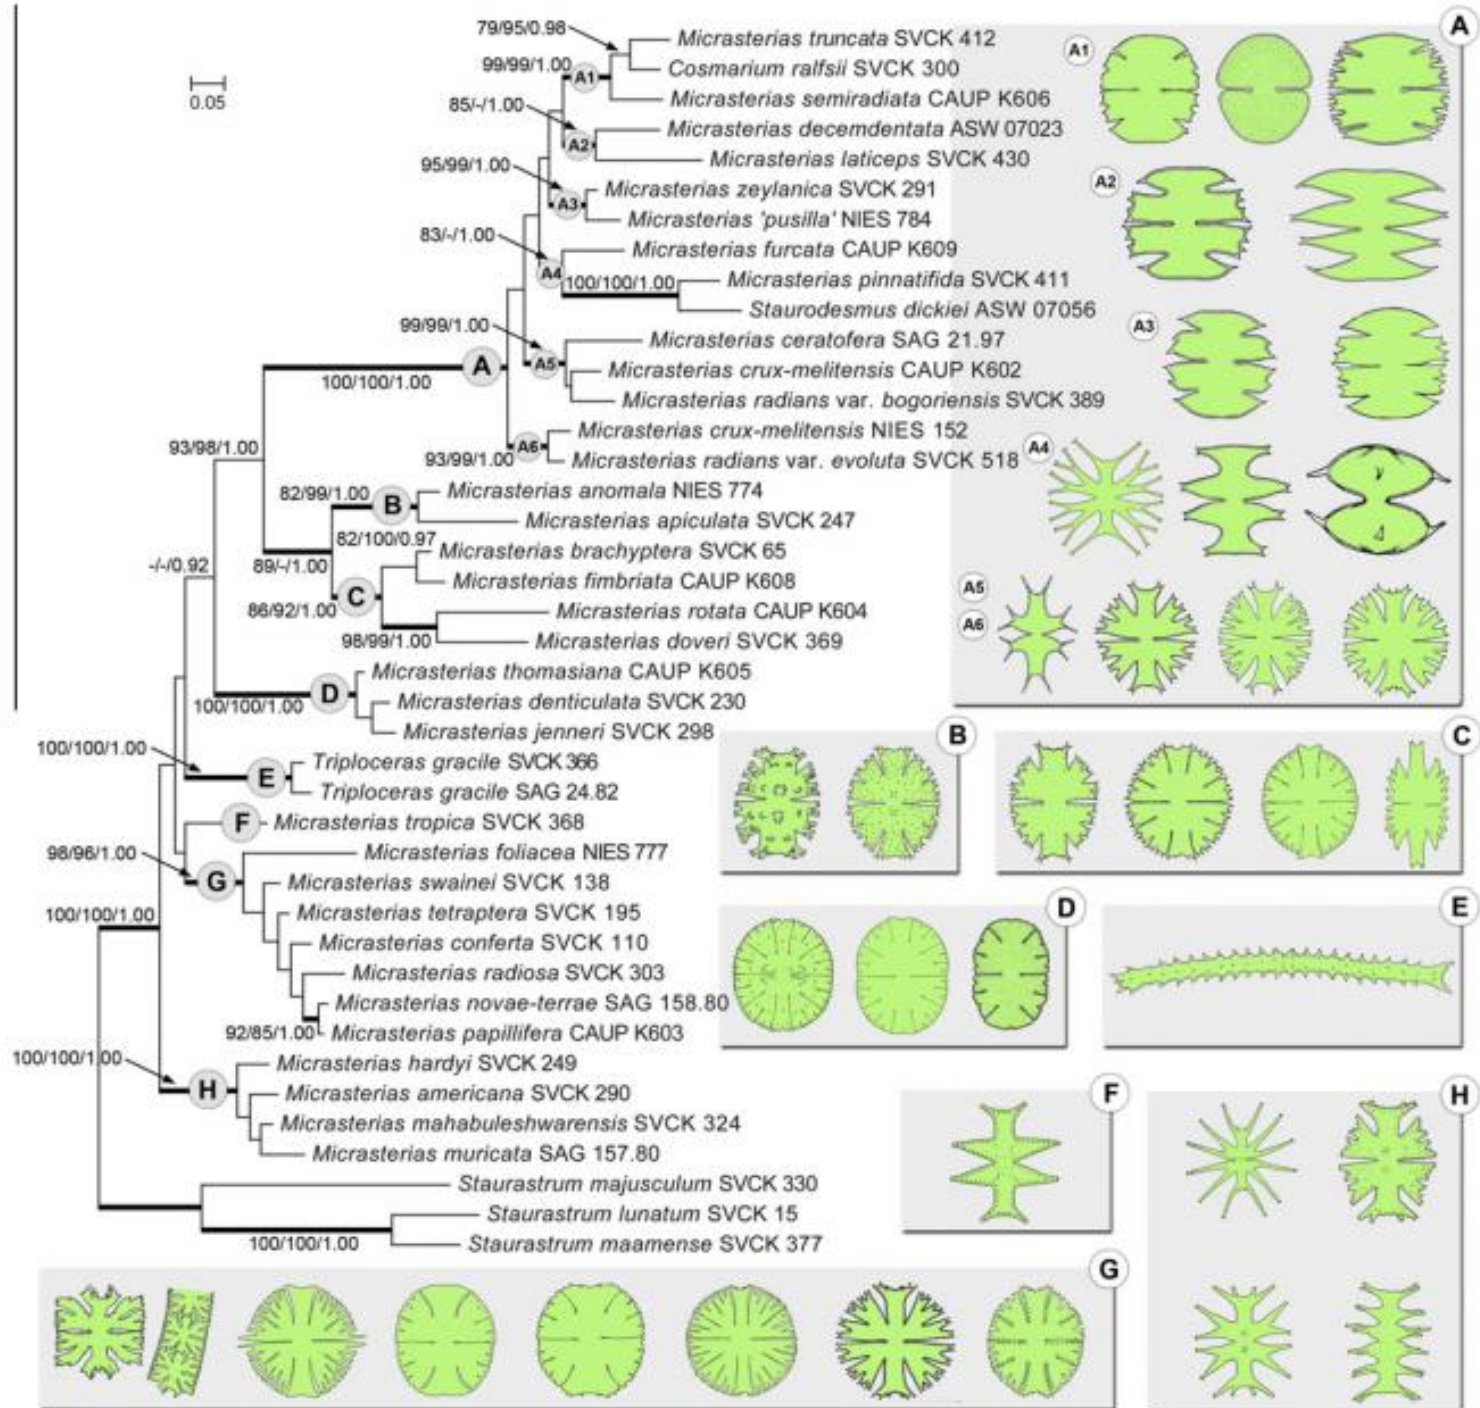 79/95/0.98
Micrasterias truncata SVCK 412
A
A1
0.05
99/99/1.00
A1
Cosmarium ralfsii SVCK 300
85/-/1.00
Micrasterias semiradiata CAUP K606
A2
Micrasterias decemdentata ASW 07023
95/99/1.00
Micrasterias laticeps SVCK 430
A2
A3
Micrasterias zeylanica SVCK 291
Micrasterias 'pusilla' NIES 784
83/-/1.00
Micrasterias furcata CAUP K609
A4
100/100/1.00
Micrasterias pinnatifida SVCK 411
Staurodesmus dickiei ASW 07056
A3
99/99/1.00
Micrasterias ceratofera SAG 21.97
A
100/100/1.00
A5
Micrasterias crux-melitensis CAUP K602
Micrasterias radians var. bogoriensis SVCK 389
A6
Micrasterias crux-melitensis NIES 152
93/99/1.00
Micrasterias radians var. evoluta SVCK 518
A4
93/98/1.00
82/99/1.00
B
Micrasterias anomala NIES 774
Micrasterias apiculata SVCK 247
82/100/0.97
Micrasterias brachyptera SVCK 65
-/-/0.92
89/-/1.00
Micrasterias fimbriata CAUP K608
A5
86/92/1.00
C
Micrasterias rotata CAUP K604
A6
98/99/1.00
Micrasterias doveri SVCK 369
Micrasterias thomasiana CAUP K605
D
100/100/1.00
Micrasterias denticulata SVCK 230
Micrasterias jenneri SVCK 298
B
C
100/100/1.00
E
Triploceras gracile SVCK 366
Triploceras gracile SAG 24.82
F
Micrasterias tropica SVCK 368
98/96/1.00
Micrasterias foliacea NIES 777
G
Micrasterias swainei SVCK 138
100/100/1.00
Micrasterias tetraptera SVCK 195
D
E
Micrasterias conferta SVCK 110
Micrasterias radiosa SVCK 303
Micrasterias novae-terrae SAG 158.80
92/85/1.00
Micrasterias papillifera CAUP K603
100/100/1.00
Micrasterias hardyi SVCK 249
H
Micrasterias americana SVCK 290
F
H
Micrasterias mahabuleshwarensis SVCK 324
Micrasterias muricata SAG 157.80
Staurastrum majusculum SVCK 330
Staurastrum lunatum SVCK 15
100/100/1.00
Staurastrum maamense SVCK 377
G